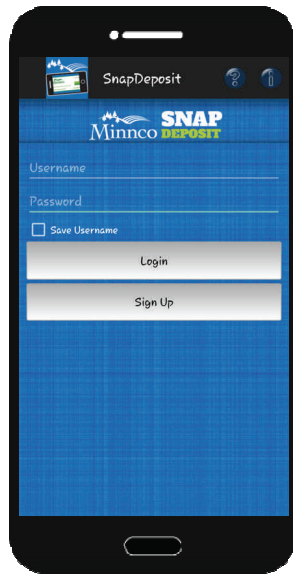 SnapDeposit
Minnco SNAP DEPOSIT
Username
Password
Save Username
Login
Sign Up